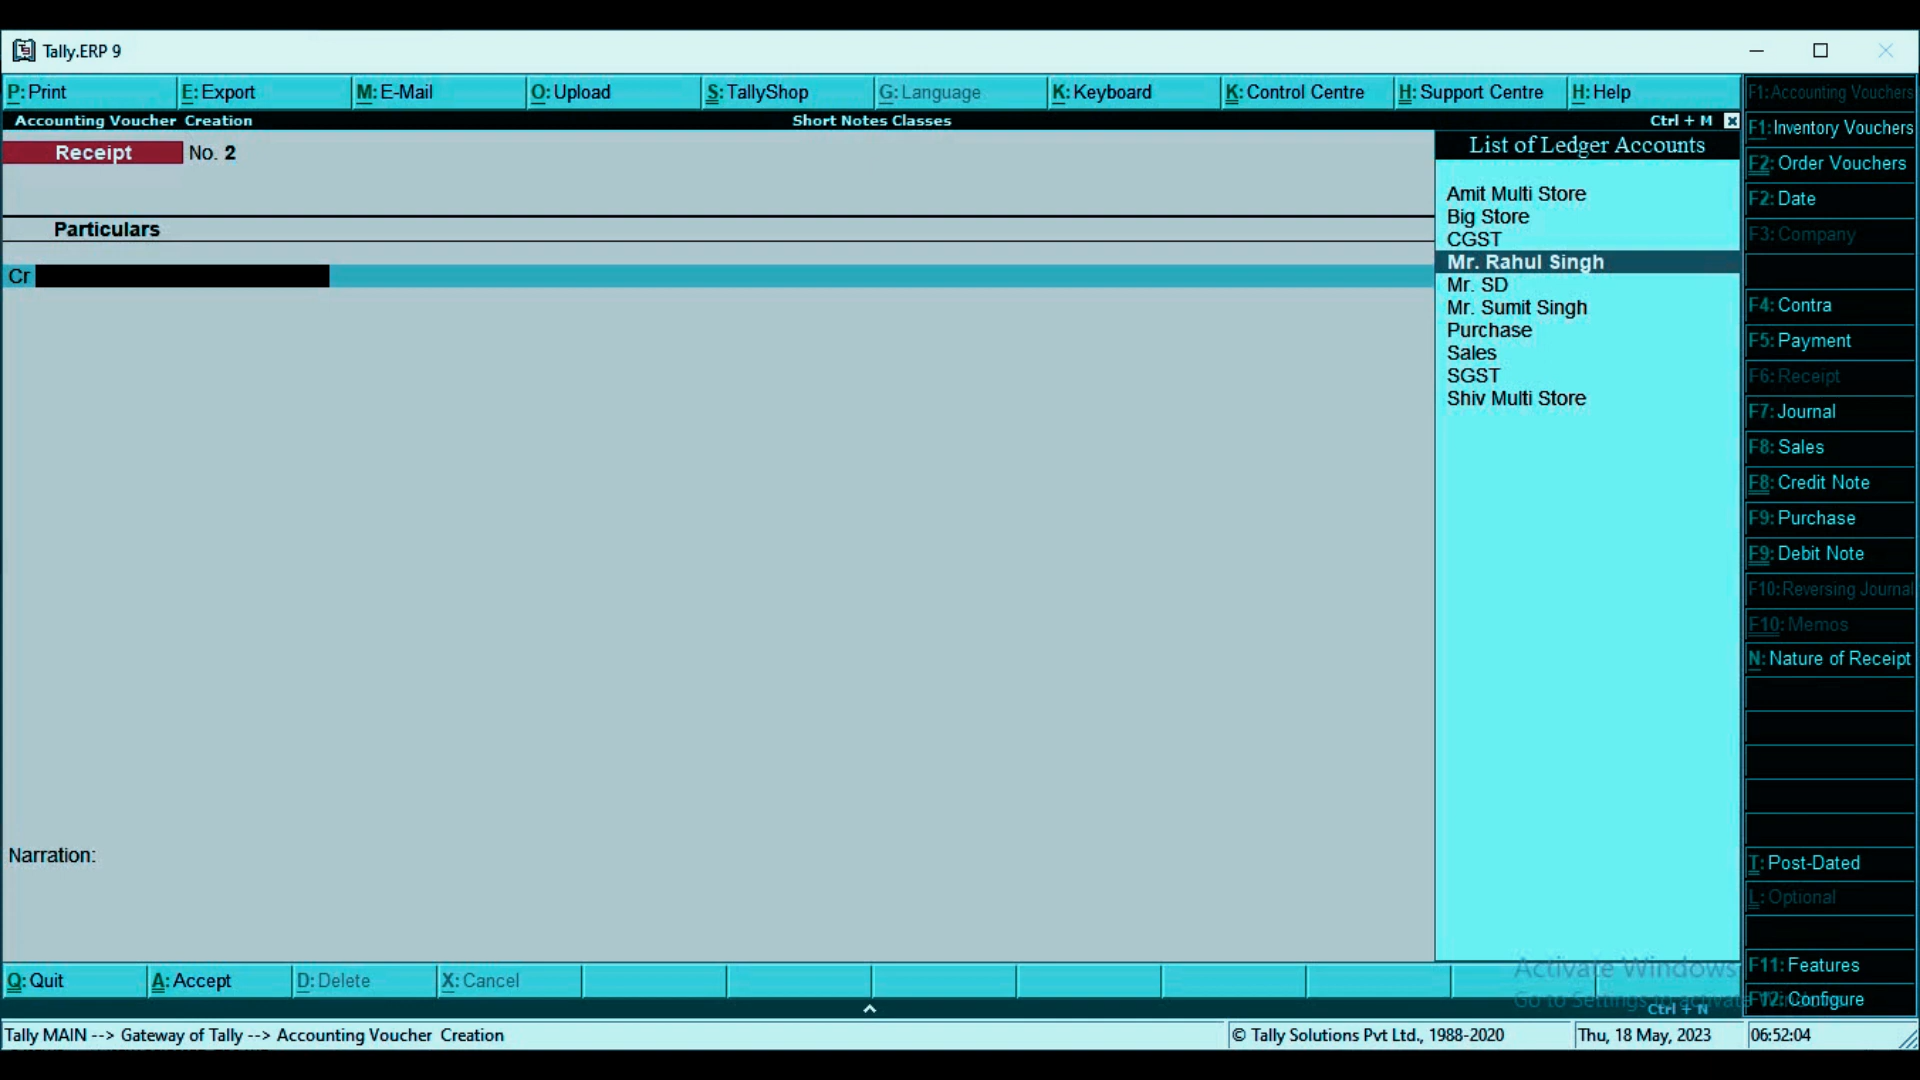 Tally.ERP 9
P: Print E: Export M: E-Mail O: Upload S: TallyShop G: Language K: Keyboard K: Control Centre H: Support Centre H: Help
Accounting Voucher Creation Short Notes Classes Ctrl + M
Receipt No. 2
Particulars
Cr
Narration:
List of Ledger Accounts
Amit Multi Store
Big Store
CGST
Mr. Rahul Singh
Mr. SD
Mr. Sumit Singh
Purchase
Sales
SGST
Shiv Multi Store
F1: Accounting Vouchers
F1: Inventory Vouchers
F2: Order Vouchers
F2: Date
F3: Company
F4: Contra
F5: Payment
F6: Receipt
F7: Journal
F8: Sales
F8: Credit Note
F9: Purchase
F9: Debit Note
F10: Reversing Journal
F10: Memos
N: Nature of Receipt
T: Post-Dated
L: Optional
F11: Features
F12: Configure
Activate Windows
Go to Settings to activate
Q: Quit A: Accept D: Delete X: Cancel
Ctrl + N
Tally MAIN --> Gateway of Tally --> Accounting Voucher Creation © Tally Solutions Pvt Ltd., 1988-2020 Thu, 18 May, 2023 06:52:04